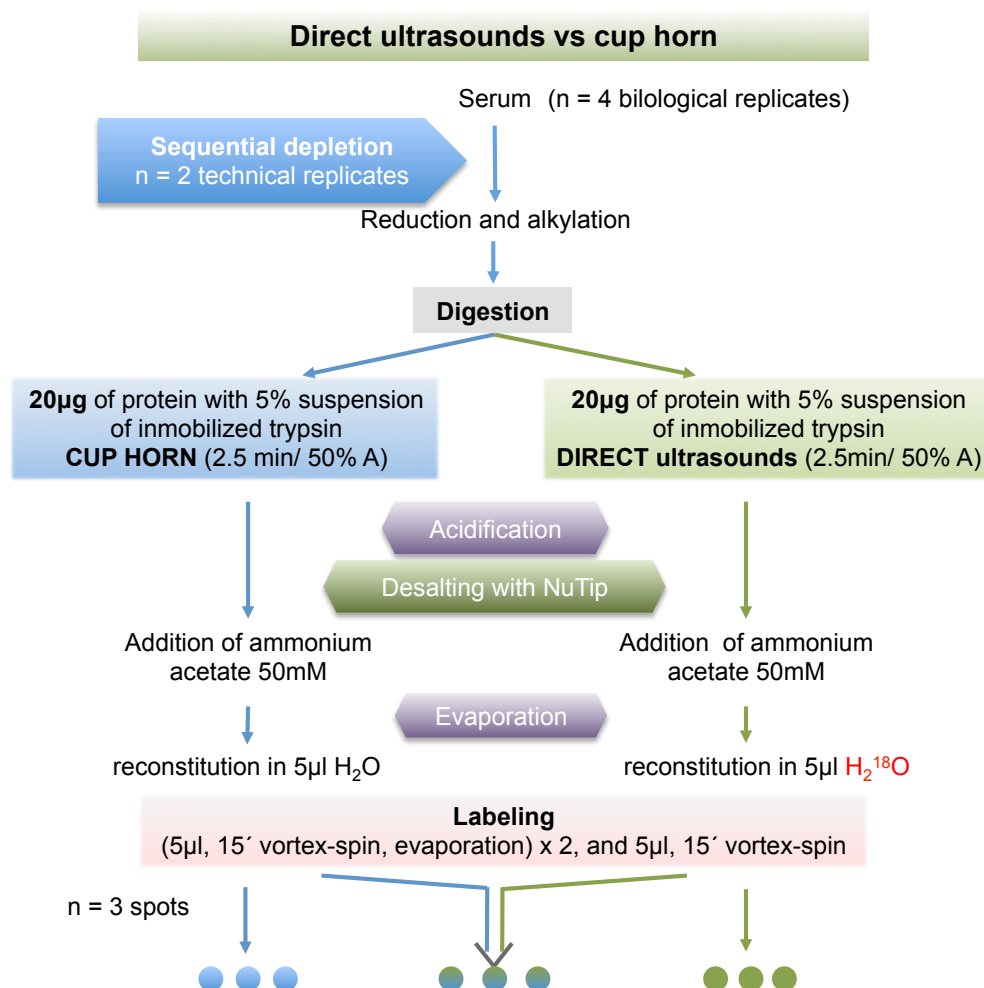 Direct ultrasounds vs cup horn
Serum (n = 4 bilological replicates)
Sequential depletion
n = 2 technical replicates
Reduction and alkylation
Digestion
20µg of protein with 5% suspension
of inmobilized trypsin
CUP HORN (2.5 min/ 50% A)
20µg of protein with 5% suspension
of inmobilized trypsin
DIRECT ultrasounds (2.5min/ 50% A)
Acidification
Desalting with NuTip
Addition of ammonium
acetate 50mM
Addition of ammonium
acetate 50mM
Evaporation
reconstitution in 5µl H₂O
reconstitution in 5µl H₂¹⁸O
Labeling
(5µl, 15´ vortex-spin, evaporation) x 2, and 5µl, 15´ vortex-spin
n = 3 spots